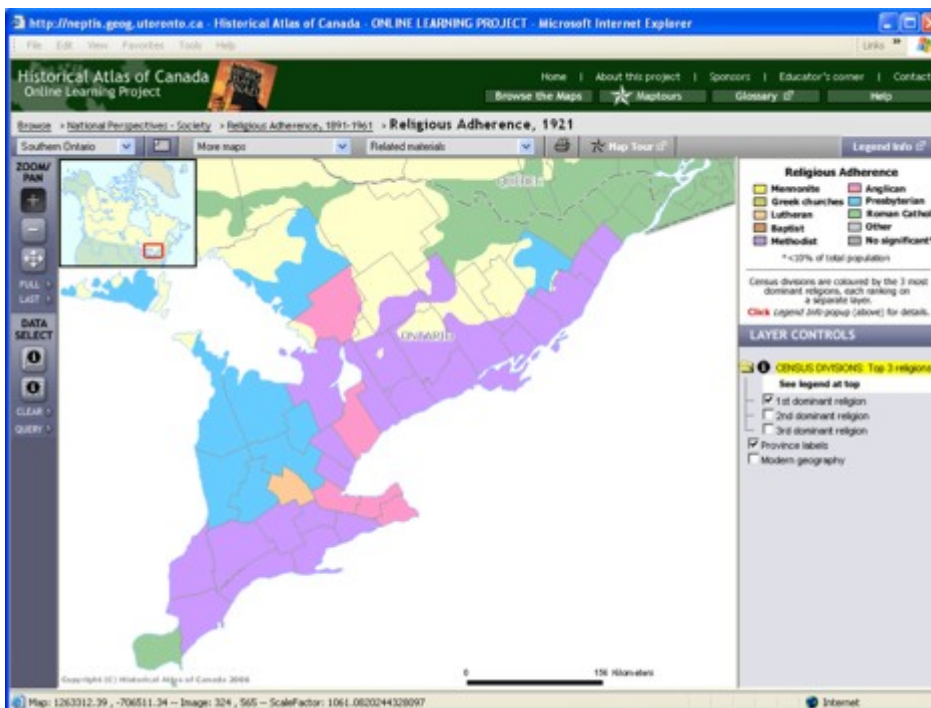 http://neptis.geog.utoronto.ca - Historical Atlas of Canada - ONLINE LEARNING PROJECT - Microsoft Internet Explorer
File Edit View Favorites Tools Help Links »
Historical Atlas of Canada
Online Learning Project
Home | About this project | Sponsors | Educator's corner | Contact
Browse the Maps Maptours Glossary Help
Browse » National Perspectives - Society » Religious Adherence, 1891-1961 » Religious Adherence, 1921
Southern Ontario More maps Related materials Map Tour Legend Info
ZOOM/
PAN
FULL
LAST
DATA
SELECT
CLEAR
QUERY
QUÉBEC
ONTARIO
Religious Adherence
Mennonite Anglican
Greek churches Presbyterian
Lutheran Roman Cathol
Baptist Other
Methodist No significant*
*<10% of total population
Census divisions are coloured by the 3 most
dominant religions, each ranking on
a separate layer.
Click Legend Info popup (above) for details.
LAYER CONTROLS
CENSUS DIVISIONS: Top 3 religions
See legend at top
1st dominant religion
2nd dominant religion
3rd dominant religion
Province labels
Modern geography
Copyright (C) Historical Atlas of Canada 2006
0 156 Kilometers
Map: 1263312.39 , -706511.34 -- Image: 324 , 565 -- ScaleFactor: 1061.0820244328097
Internet